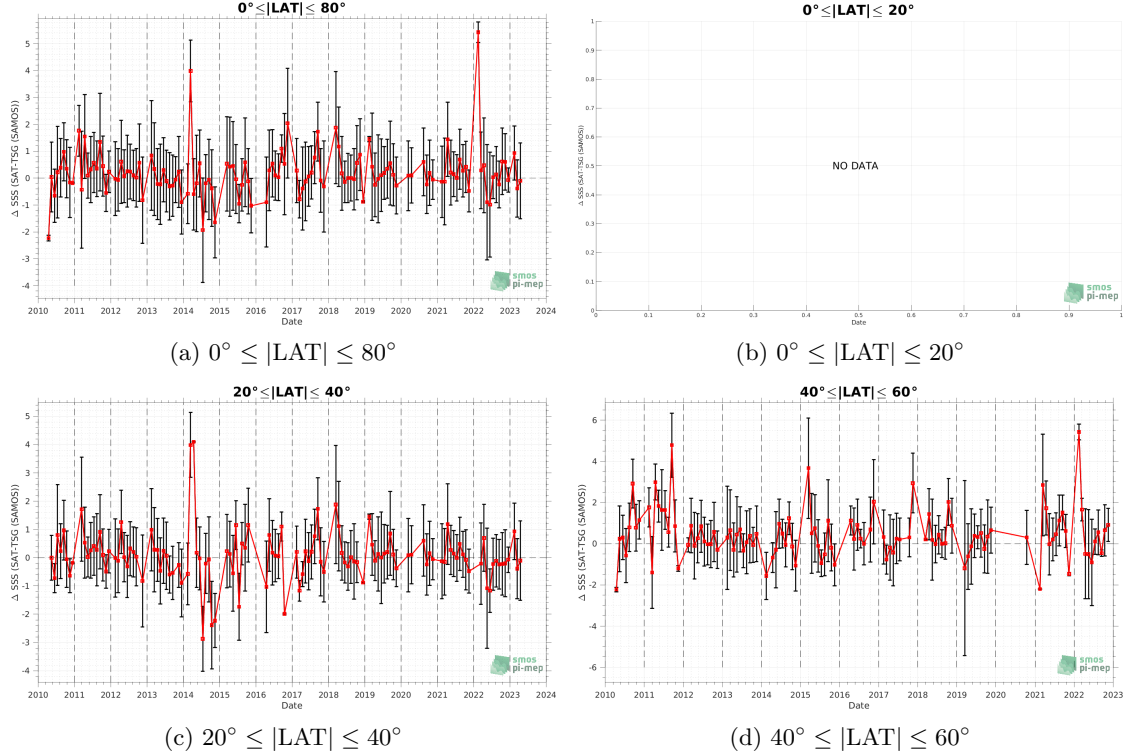 0°≤|LAT|≤ 80°
Δ SSS (SAT-TSG (SAMOS))
5
4
3
2
1
0
-1
-2
-3
-4
2010 2011 2012 2013 2014 2015 2016 2017 2018 2019 2020 2021 2022 2023 2024
Date
smos
pi-mep
(a) 0° ≤ |LAT| ≤ 80°
0°≤|LAT|≤ 20°
Δ SSS (SAT-TSG (SAMOS))
1
0.9
0.8
0.7
0.6
0.5
0.4
0.3
0.2
0.1
0
NO DATA
0 0.1 0.2 0.3 0.4 0.5 0.6 0.7 0.8 0.9 1
Date
smos
pi-mep
(b) 0° ≤ |LAT| ≤ 20°
20°≤|LAT|≤ 40°
Δ SSS (SAT-TSG (SAMOS))
5
4
3
2
1
0
-1
-2
-3
-4
2010 2011 2012 2013 2014 2015 2016 2017 2018 2019 2020 2021 2022 2023 2024
Date
smos
pi-mep
(c) 20° ≤ |LAT| ≤ 40°
40°≤|LAT|≤ 60°
Δ SSS (SAT-TSG (SAMOS))
6
4
2
0
-2
-4
-6
2010 2011 2012 2013 2014 2015 2016 2017 2018 2019 2020 2021 2022 2023
Date
smos
pi-mep
(d) 40° ≤ |LAT| ≤ 60°